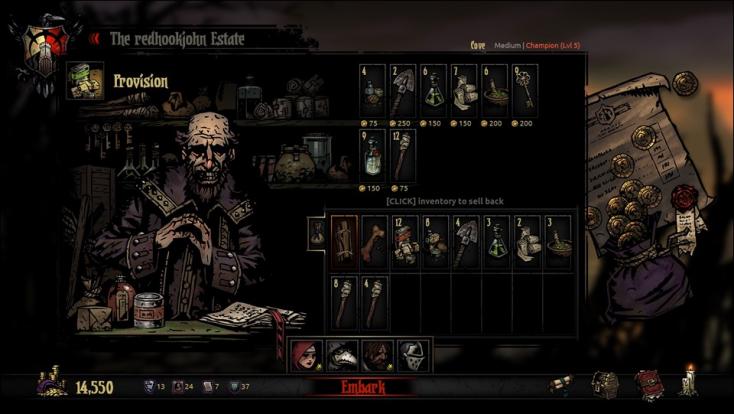 The redhookjohn Estate
Cove Medium | Champion (Lvl 5)
Provision
4 2 6 7 6 9
75 250 150 150 200 200
9 12
150 75
[CLICK] inventory to sell back
12 8 4 3 2 3
8 4
14,550 13 24 7 37
Embark